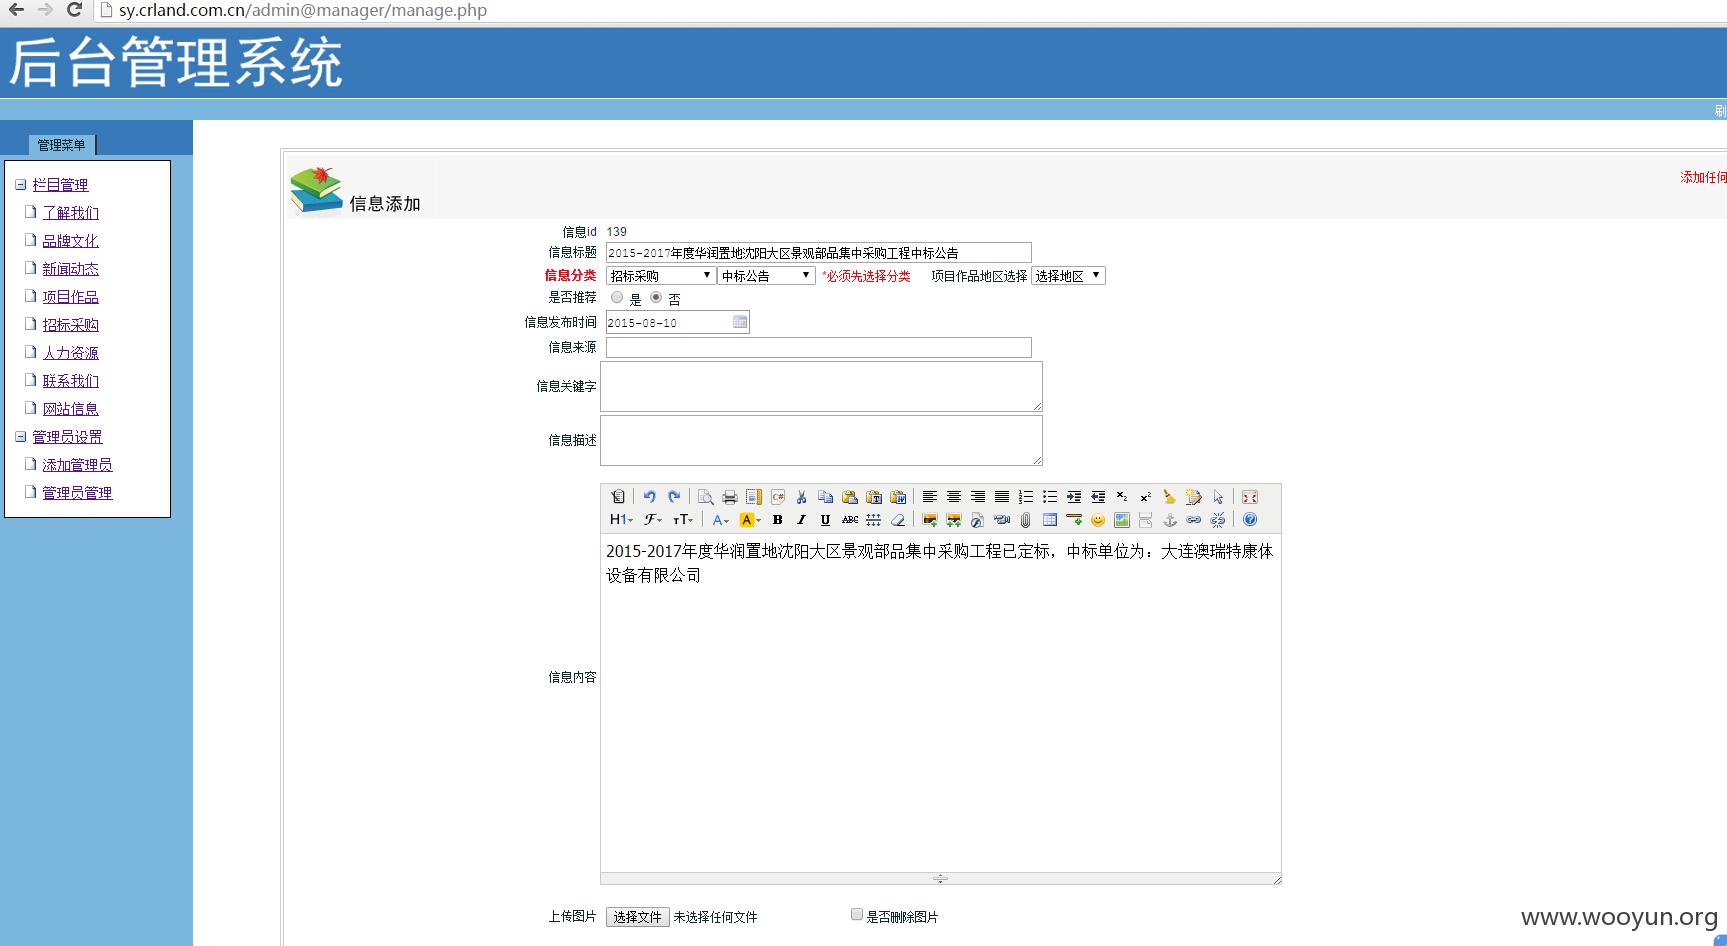 sy.crland.com.cn/admin@manager/manage.php
后台管理系统
刷
管理菜单
栏目管理
了解我们
品牌文化
新闻动态
项目作品
招标采购
人力资源
联系我们
网站信息
管理员设置
添加管理员
管理员管理
信息添加
添加任何
信息id 139
信息标题 2015-2017年度华润置地沈阳大区景观部品集中采购工程中标公告
信息分类 招标采购 中标公告 *必须先选择分类 项目作品地区选择 选择地区
是否推荐 是 否
信息发布时间 2015-08-10
信息来源
信息关键字
信息描述
H1 F TT A A B I U ABC
2015-2017年度华润置地沈阳大区景观部品集中采购工程已定标，中标单位为：大连澳瑞特康体
设备有限公司
信息内容
上传图片 选择文件 未选择任何文件 是否删除图片
www.wooyun.org